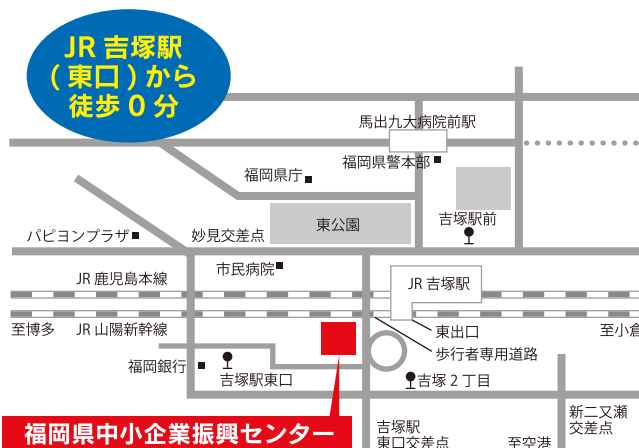 JR 吉塚駅
(東口)から
徒歩0分
馬出九大病院前駅
福岡県警本部
福岡県庁
東公園
吉塚駅前
パピヨンプラザ
妙見交差点
市民病院
JR 鹿児島本線
JR 吉塚駅
至博多
JR 山陽新幹線
東出口
至小倉
歩行者専用道路
福岡銀行
吉塚駅東口
吉塚2丁目
福岡県中小企業振興センター
吉塚駅
東口交差点
至空港
新二又瀬
交差点